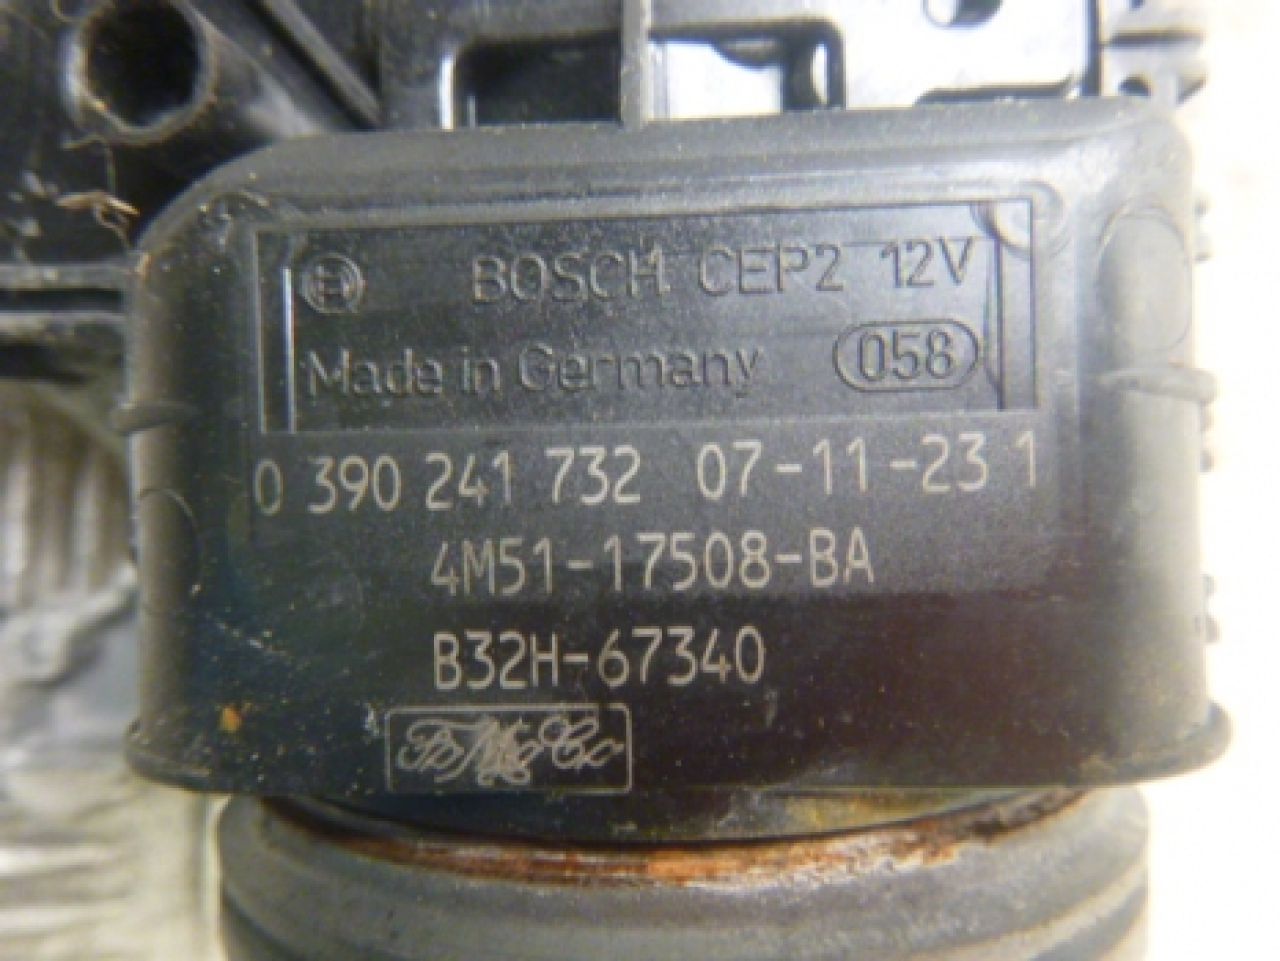 BOSCH CEP2 12V
Made in Germany 058
0 390 241 732 07-11-23 1
4M51-17508-BA
B32H-67340
FoMoCo